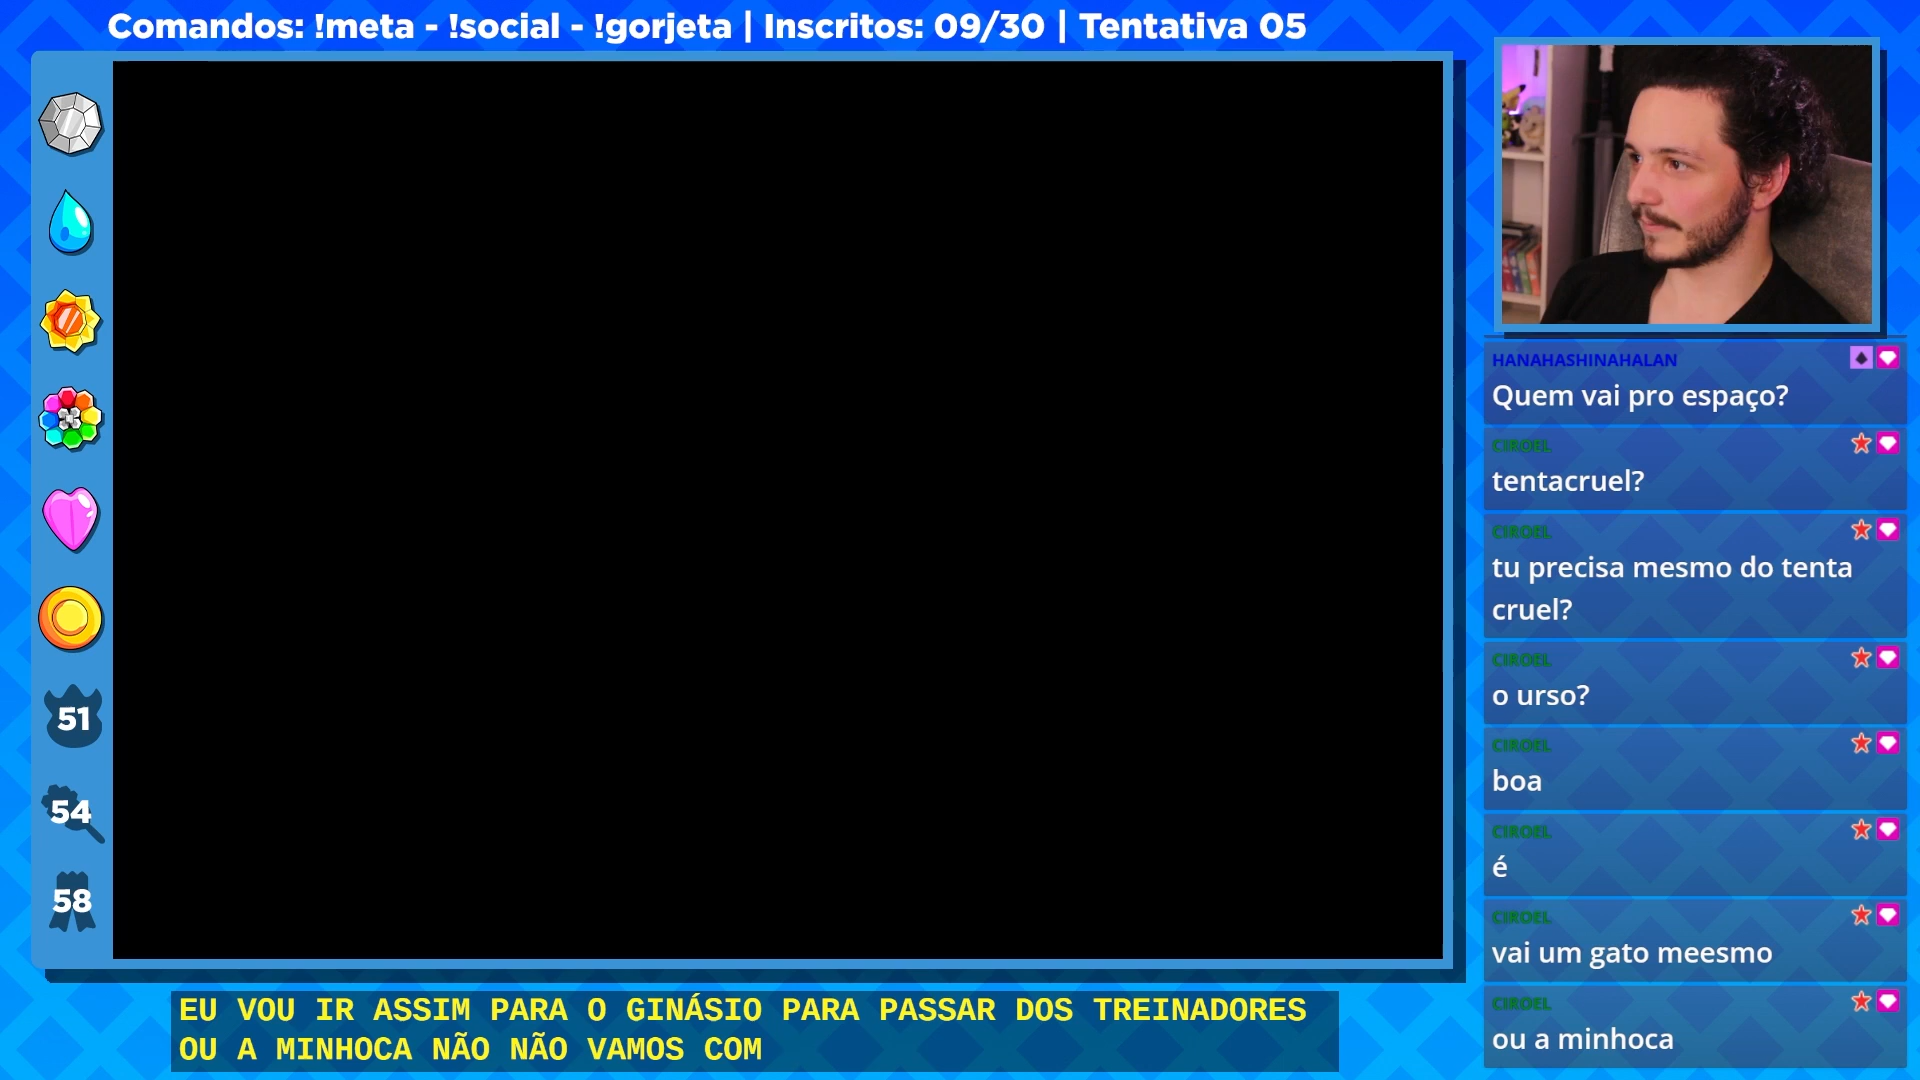 Comandos: !meta - !social - !gorjeta | Inscritos: 09/30 | Tentativa 05
51
54
58
HANAHASHINAHALAN
Quem vai pro espaço?
CIROEL
tentacruel?
CIROEL
tu precisa mesmo do tenta
cruel?
CIROEL
o urso?
CIROEL
boa
CIROEL
é
CIROEL
vai um gato meesmo
CIROEL
ou a minhoca
EU VOU IR ASSIM PARA O GINÁSIO PARA PASSAR DOS TREINADORES
OU A MINHOCA NÃO NÃO VAMOS COM